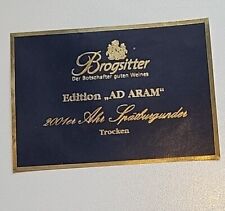 Brogsitter
Der Botschafter guten Weines
Edition „AD ARAM“
2001er Ahr Spätburgunder
Trocken